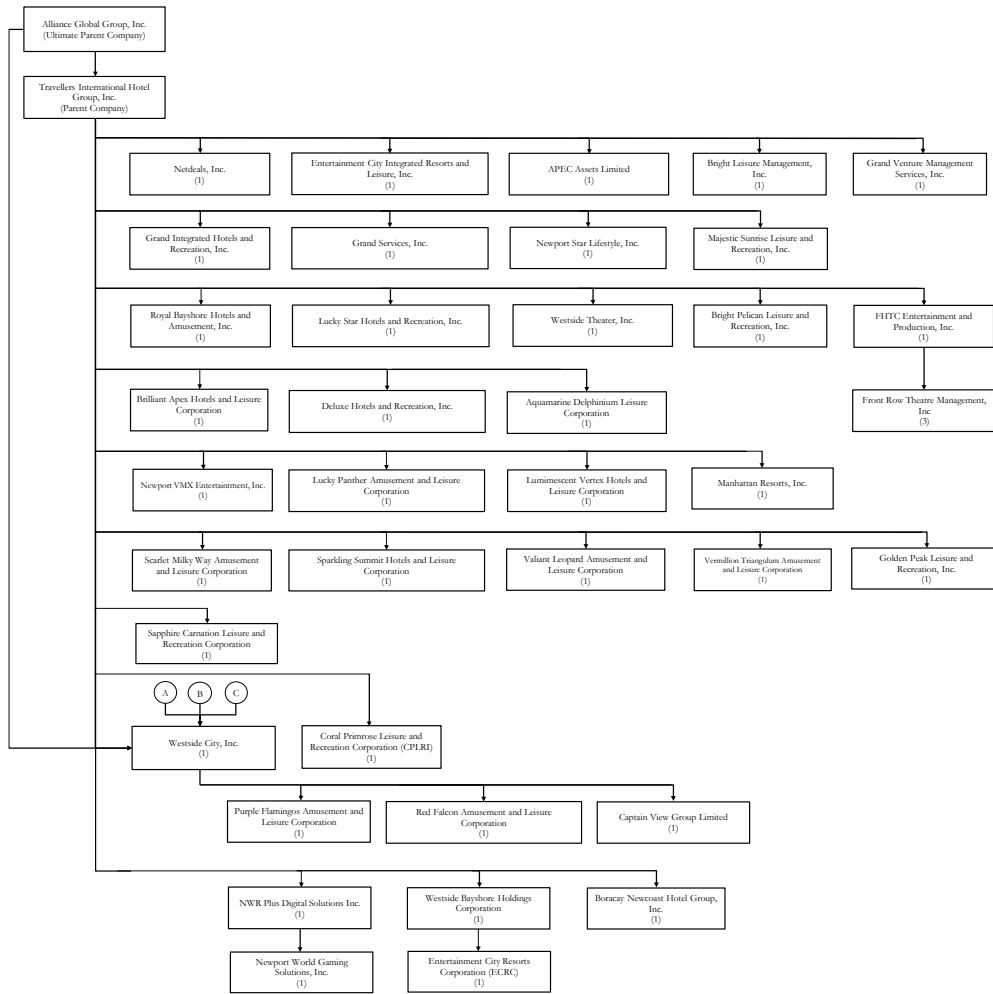 Alliance Global Group, Inc.
(Ultimate Parent Company)
Travellers International Hotel
Group, Inc.
(Parent Company)
Netdeals, Inc.
(1)
Entertainment City Integrated Resorts and
Leisure, Inc.
(1)
APEC Assets Limited
(1)
Bright Leisure Management,
Inc.
(1)
Grand Venture Management
Services, Inc.
(1)
Grand Integrated Hotels and
Recreation, Inc.
(1)
Grand Services, Inc.
(1)
Newport Star Lifestyle, Inc.
(1)
Majestic Sunrise Leisure and
Recreation, Inc.
(1)
Royal Bayshore Hotels and
Amusement, Inc.
(1)
Lucky Star Hotels and Recreation, Inc.
(1)
Westside Theater, Inc.
(1)
Bright Pelican Leisure and
Recreation, Inc.
(1)
FHTC Entertainment and
Production, Inc.
(1)
Brilliant Apex Hotels and Leisure
Corporation
(1)
Deluxe Hotels and Recreation, Inc.
(1)
Aquamarine Delphinium Leisure
Corporation
(1)
Front Row Theatre Management,
Inc
(3)
Newport VMX Entertaintment, Inc.
(1)
Lucky Panther Amusement and Leisure
Corporation
(1)
Lumimescent Vertex Hotels and
Leisure Corporation
(1)
Manhattan Resorts, Inc.
(1)
Scarlet Milky Way Amusement
and Leisure Corporation
(1)
Sparkling Summit Hotels and Leisure
Corporation
(1)
Valiant Leopard Amusement and
Leisure Corporation
(1)
Vermillion Triangulum Amusement
and Leisure Corporation
(1)
Golden Peak Leisure and
Recreation, Inc.
(1)
Sapphire Carnation Leisure and
Recreation Corporation
(1)
A
B
C
Westside City, Inc.
(1)
Coral Primrose Leisure and
Recreation Corporation (CPLRI)
(1)
Purple Flamingos Amusement and
Leisure Corporation
(1)
Red Falcon Amusement and Leisure
Corporation
(1)
Captain View Group Limited
(1)
NWR Plus Digital Solutions Inc.
(1)
Westside Bayshore Holdings
Corporation
(1)
Boracay Newcoast Hotel Group,
Inc.
(1)
Newport World Gaming
Solutions, Inc.
(1)
Entertainment City Resorts
Corporation (ECRC)
(1)